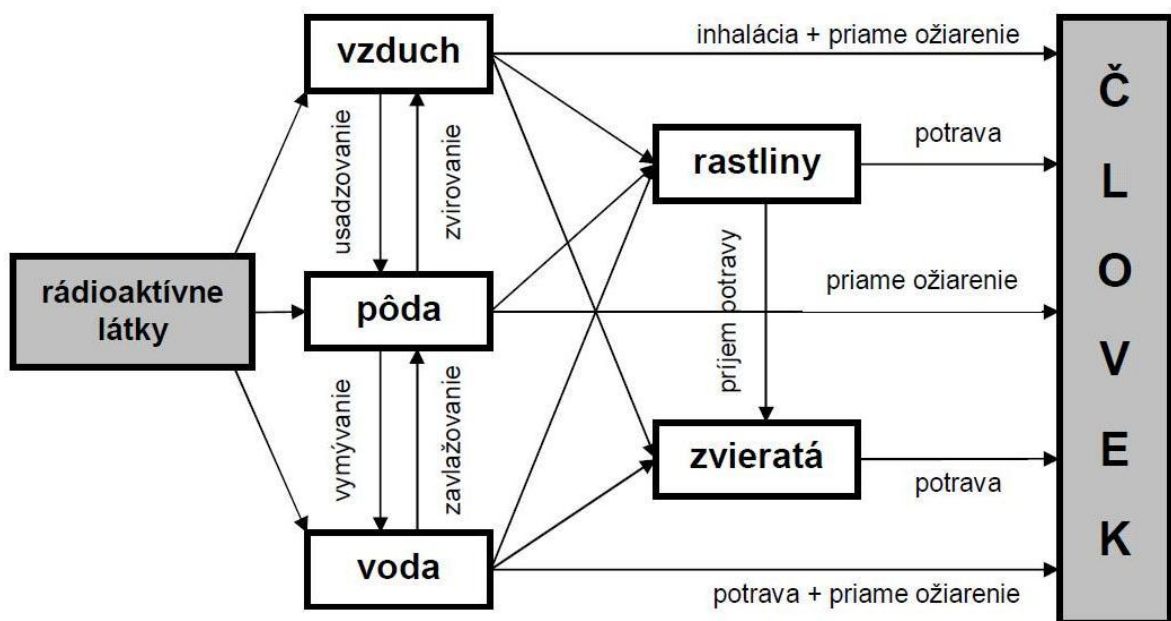 vzduch
inhalácia + priame ožiarenie
usadzovanie
zvirovanie
rastliny
potrava
rádioaktívne
látky
pôda
príjem potravy
priame ožiarenie
vymývanie
zavlažovanie
zvieratá
potrava
voda
potrava + priame ožiarenie
Č
L
O
V
E
K